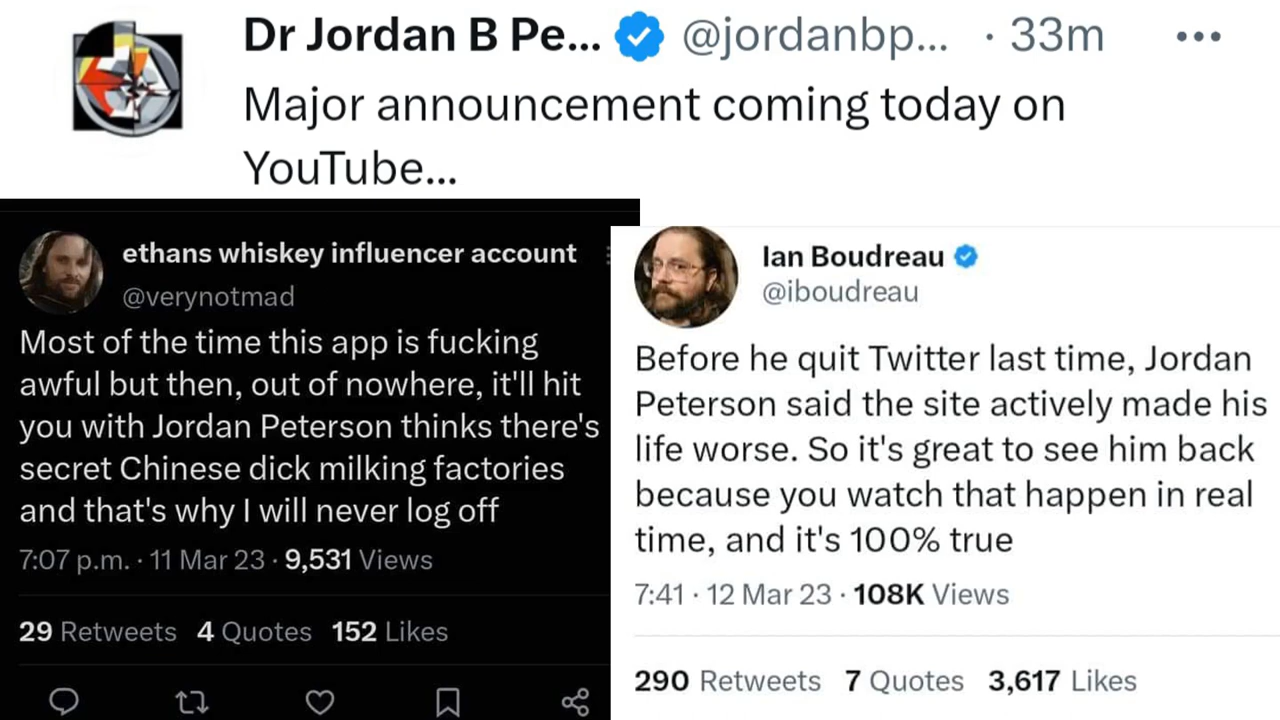 Dr Jordan B Pe... @jordanbp... · 33m
Major announcement coming today on
YouTube...
ethans whiskey influencer account
@verynotmad
Most of the time this app is fucking
awful but then, out of nowhere, it'll hit
you with Jordan Peterson thinks there's
secret Chinese dick milking factories
and that's why I will never log off
7:07 p.m. · 11 Mar 23 · 9,531 Views
29 Retweets 4 Quotes 152 Likes
Ian Boudreau
@iboudreau
Before he quit Twitter last time, Jordan
Peterson said the site actively made his
life worse. So it's great to see him back
because you watch that happen in real
time, and it's 100% true
7:41 · 12 Mar 23 · 108K Views
290 Retweets 7 Quotes 3,617 Likes